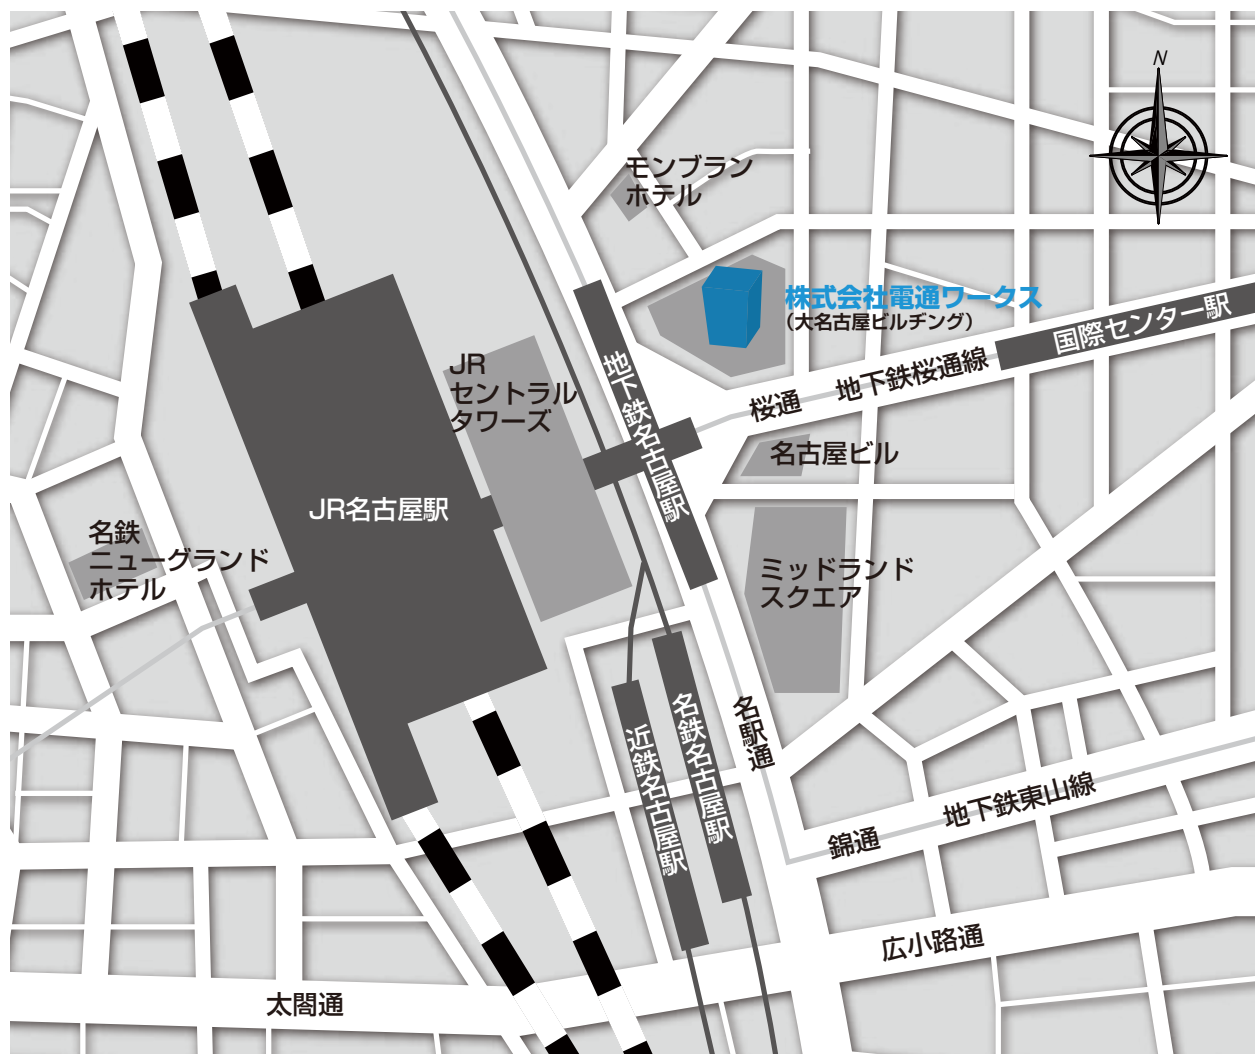 N
モンブラン
ホテル
株式会社電通ワークス
（大名古屋ビルヂング）
国際センター駅
地下鉄桜通線
桜通
JR
セントラル
タワーズ
地下鉄名古屋駅
名古屋ビル
JR名古屋駅
名鉄
ニューグランド
ホテル
ミッドランド
スクエア
名鉄名古屋駅
近鉄名古屋駅
名駅通
地下鉄東山線
錦通
広小路通
太閤通